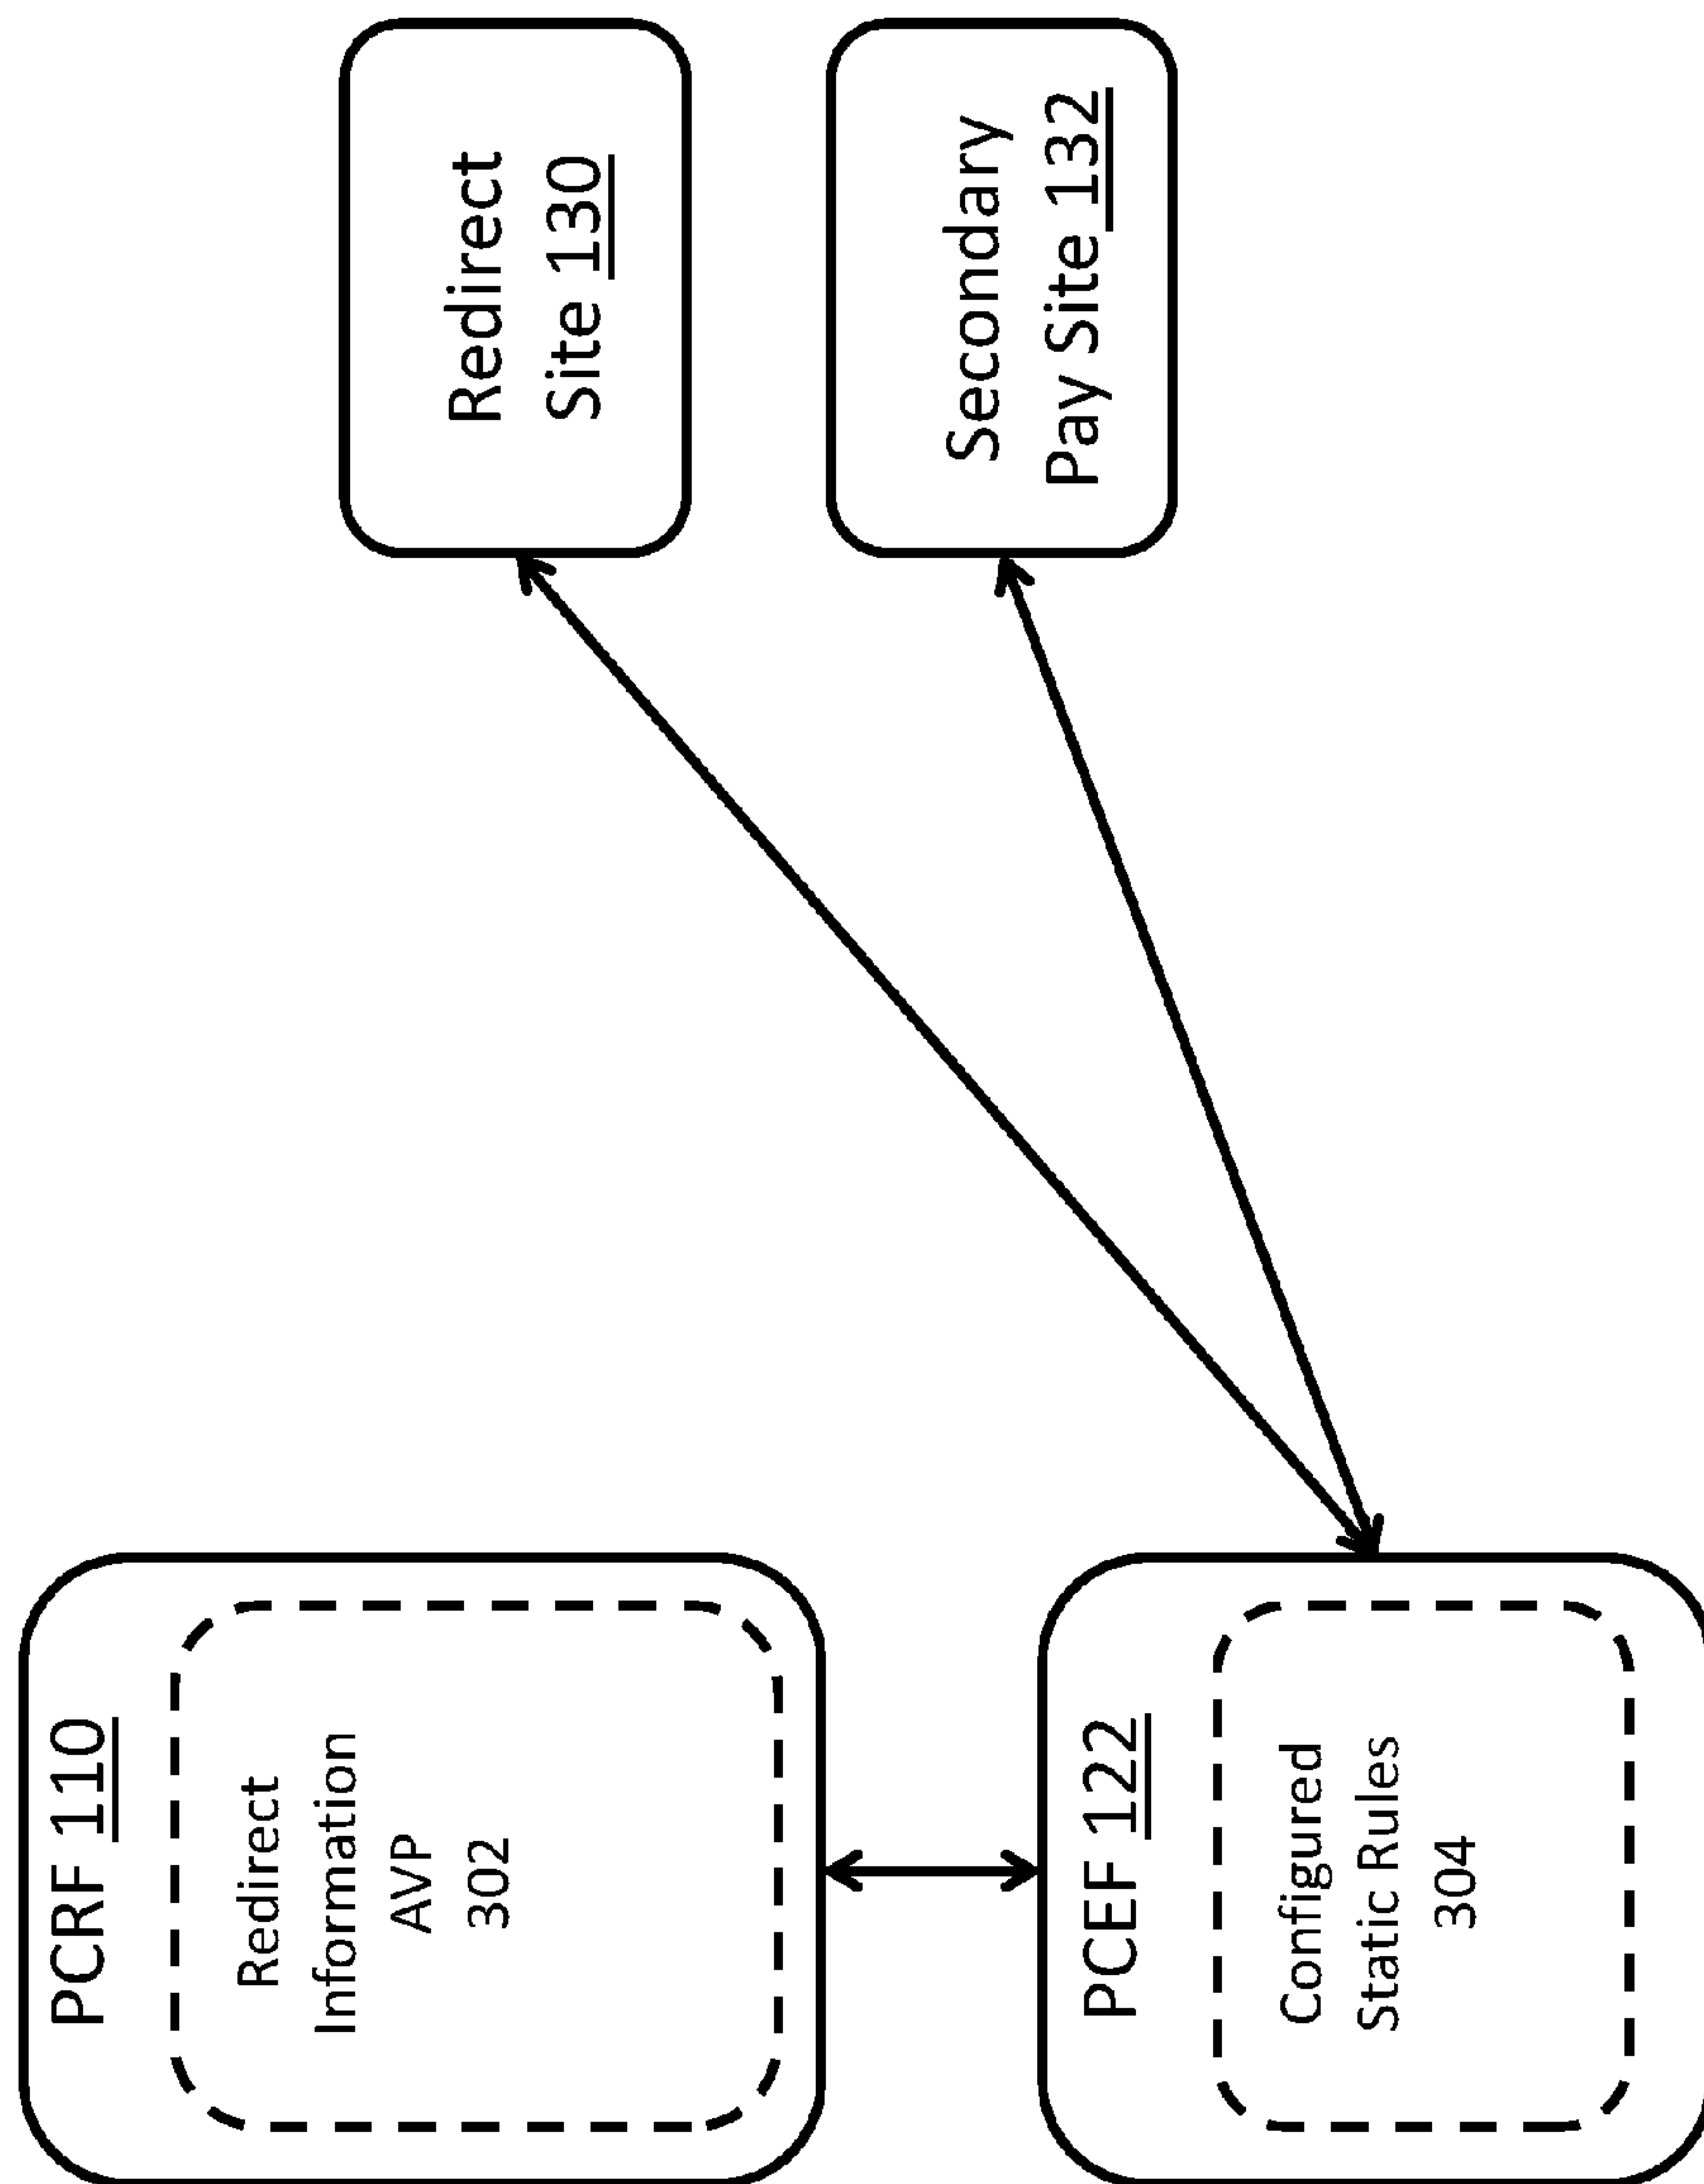 PCRF 110
Redirect
Information
AVP
302
PCEF 122
Configured
Static Rules
304
Redirect
Site 130
Secondary
Pay Site 132